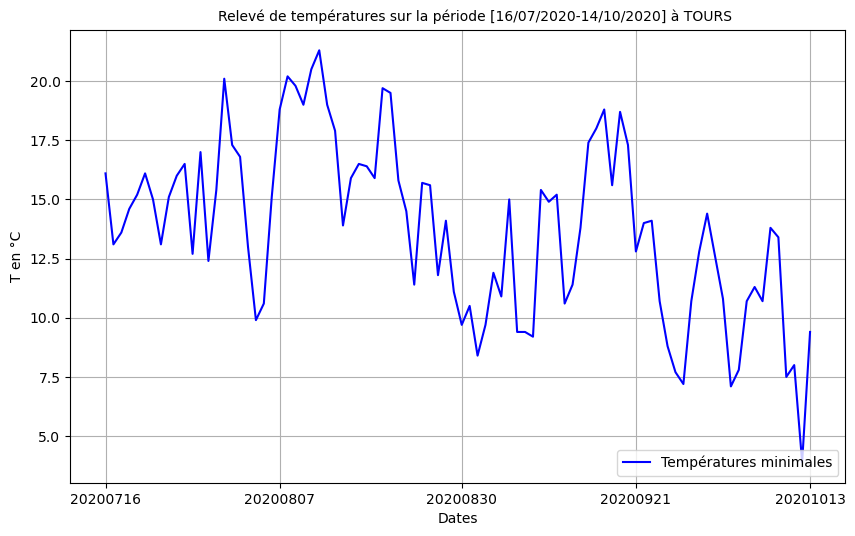 Relevé de températures sur la période [16/07/2020-14/10/2020] à TOURS
T en °C
20.0
17.5
15.0
12.5
10.0
7.5
5.0
Températures minimales
20200716 20200807 20200830 20200921 20201013
Dates